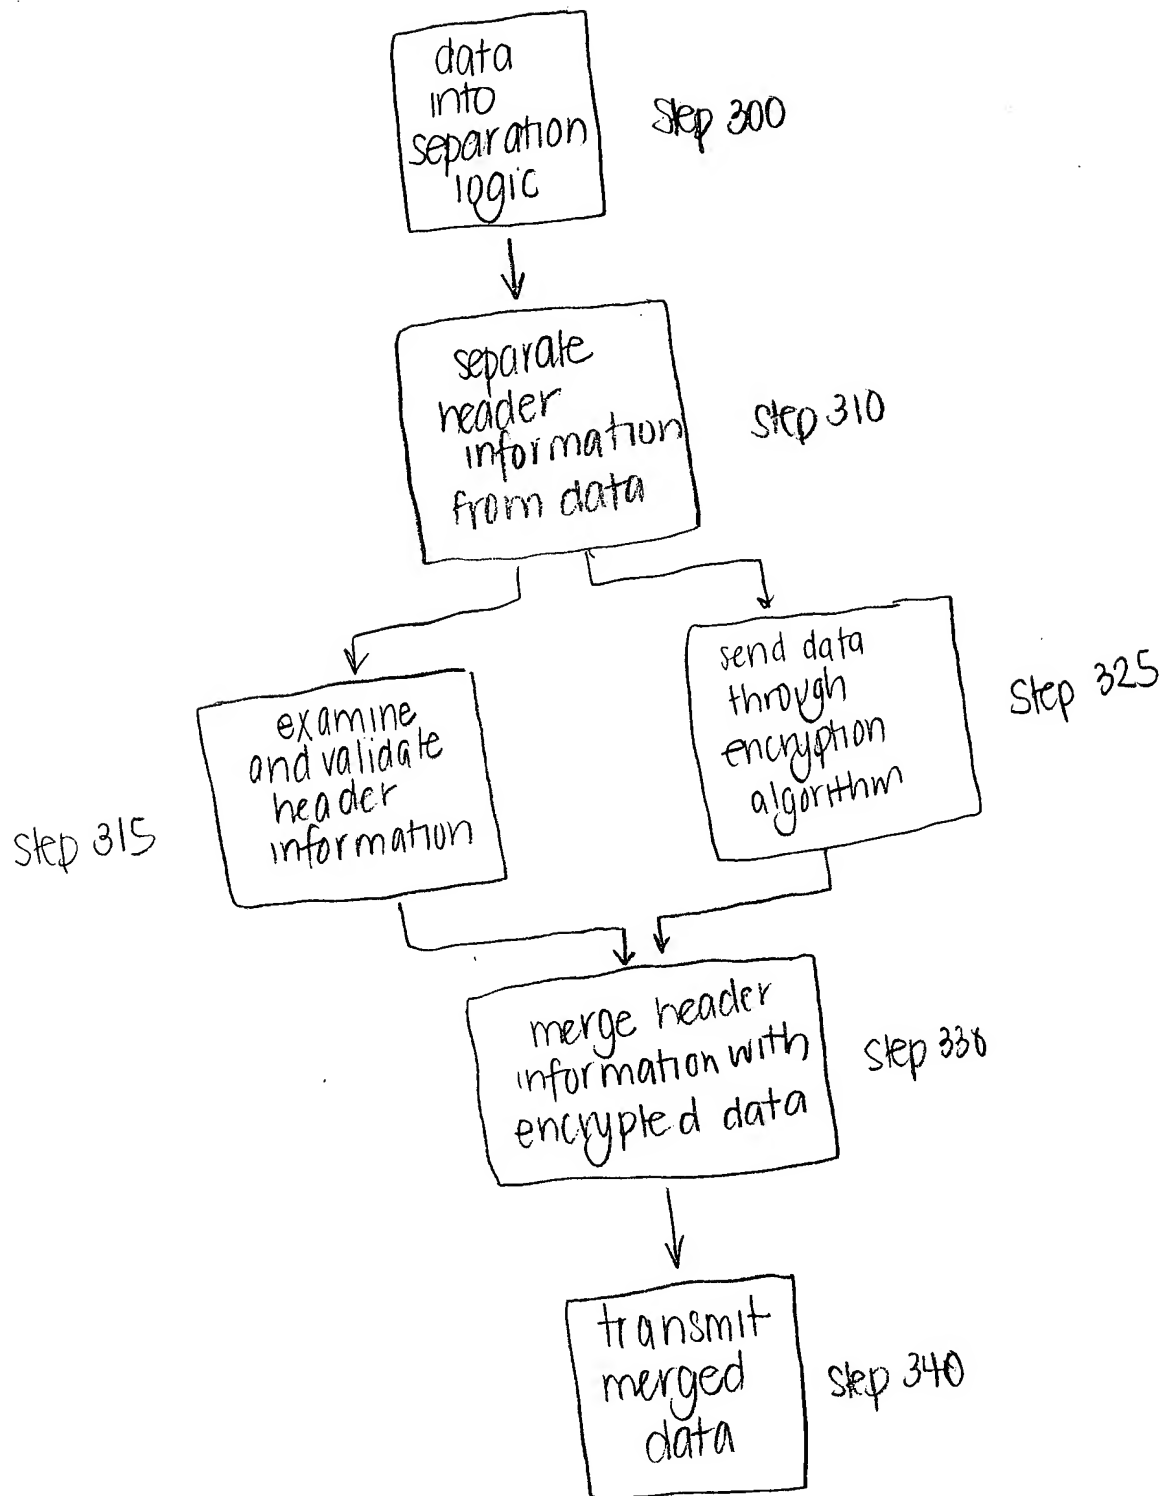 data
into
separation
logic
Step 300
separate
header
information
from data
Step 310
examine
and validate
header
information
Step 315
send data
through
encryption
algorithm
Step 325
merge header
information with
encrypted data
Step 330
transmit
merged
data
Step 340